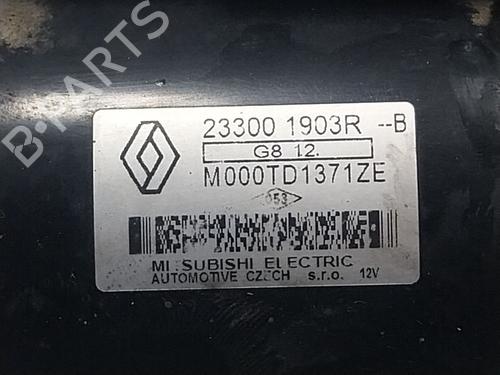 23300 1903R --B
G8 12.
M000TD1371ZE
053
MI SUBISHI ELECTRIC
AUTOMOTIVE CZECH s.r.o. 12V
B-PARTS